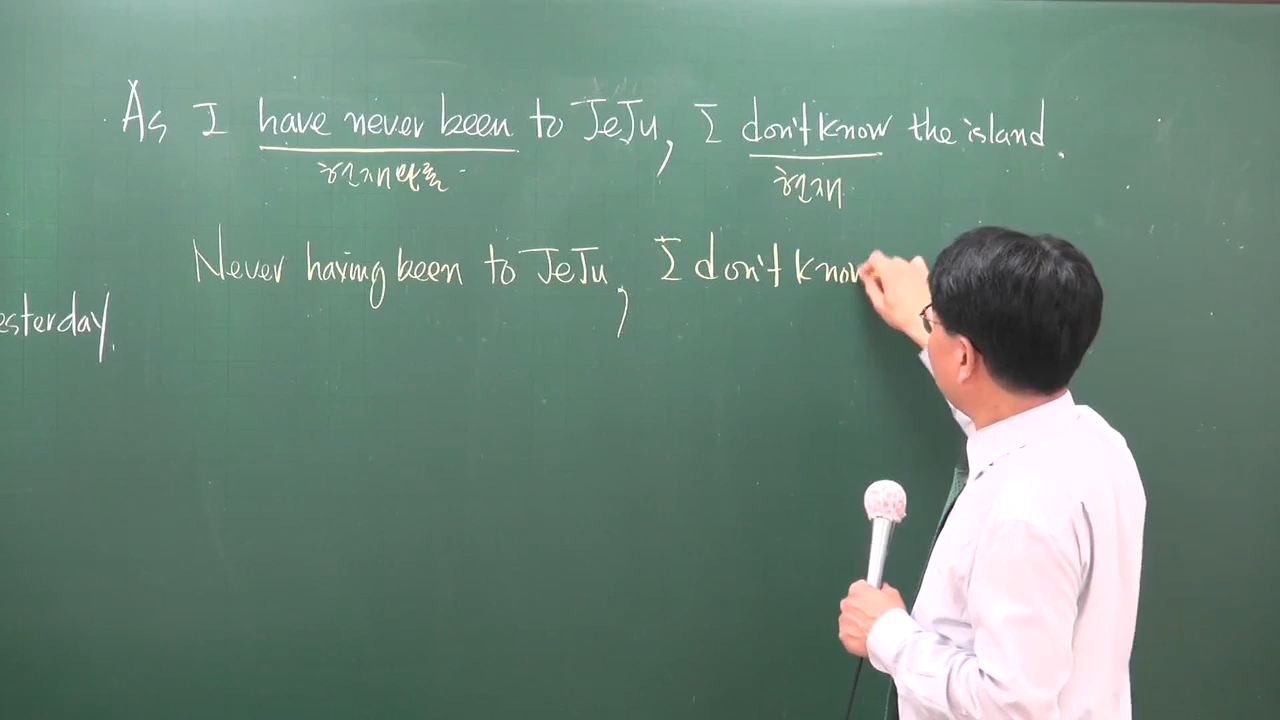 As I have never been to JeJu, I don't know the island.
현재완료 현재
Never having been to JeJu, I don't know
esterday.